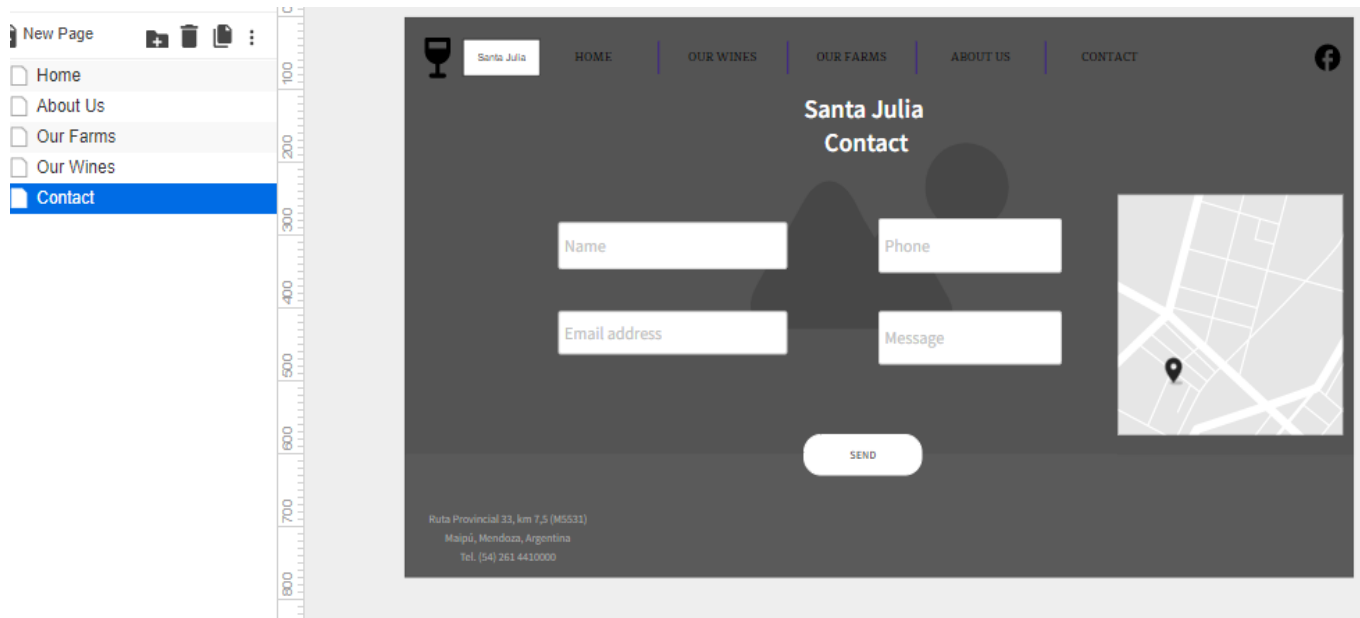 New Page
Home
About Us
Our Farms
Our Wines
Contact
0
100
200
300
400
500
600
700
800
Santa Julia
HOME
OUR WINES
OUR FARMS
ABOUT US
CONTACT
Santa Julia
Contact
Name
Phone
Email address
Message
SEND
Ruta Provincial 33, km 7,5 (M5531)
Maipú, Mendoza, Argentina
Tel. (54) 261 4410000